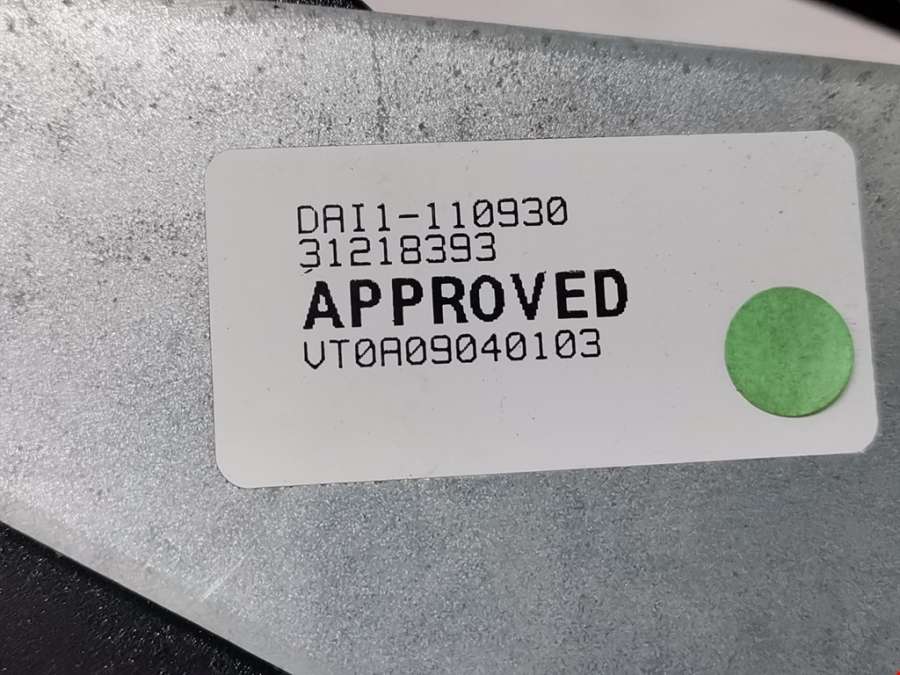 DAI1-110930
31218393
APPROVED
VT0A09040103